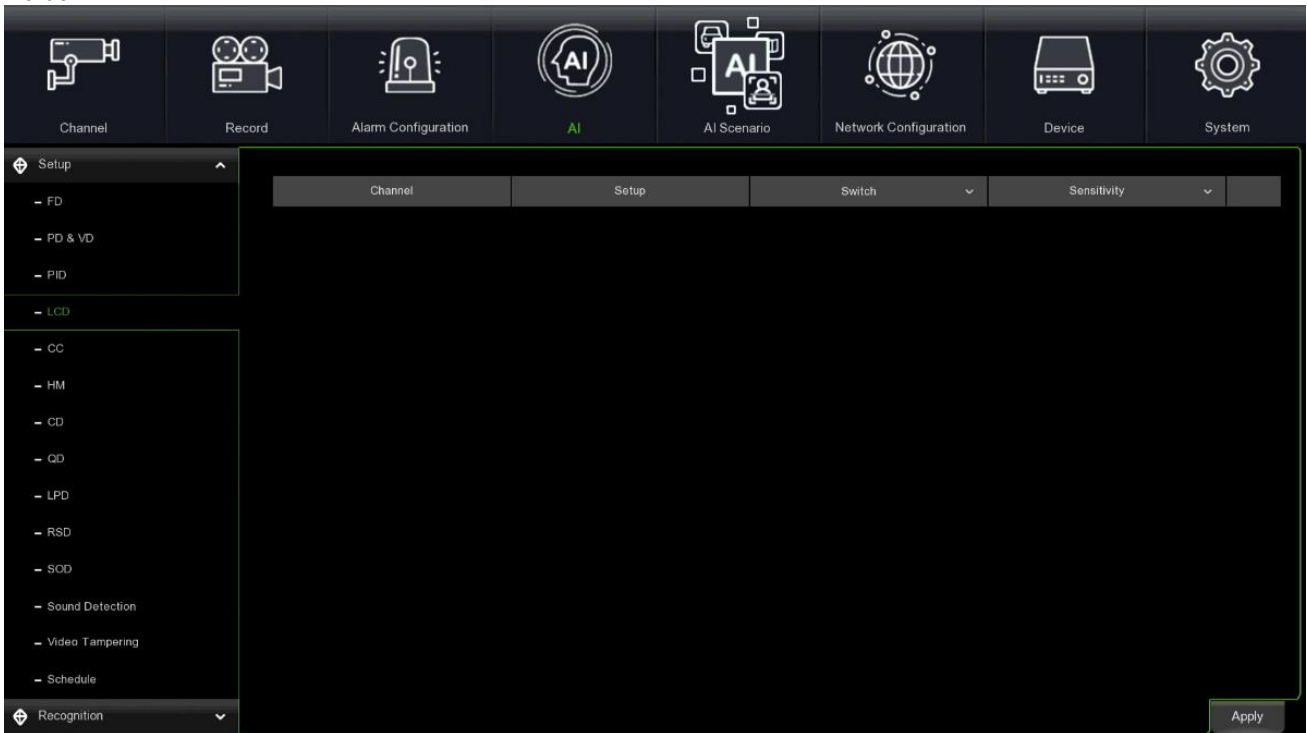 AI
AI
Channel
Record
Alarm Configuration
AI
AI Scenario
Network Configuration
Device
System
Setup
Channel
Setup
Switch
Sensitivity
– FD
– PD & VD
– PID
– LCD
– CC
– HM
– CD
– QD
– LPD
– RSD
– SOD
– Sound Detection
– Video Tampering
– Schedule
Recognition
Apply